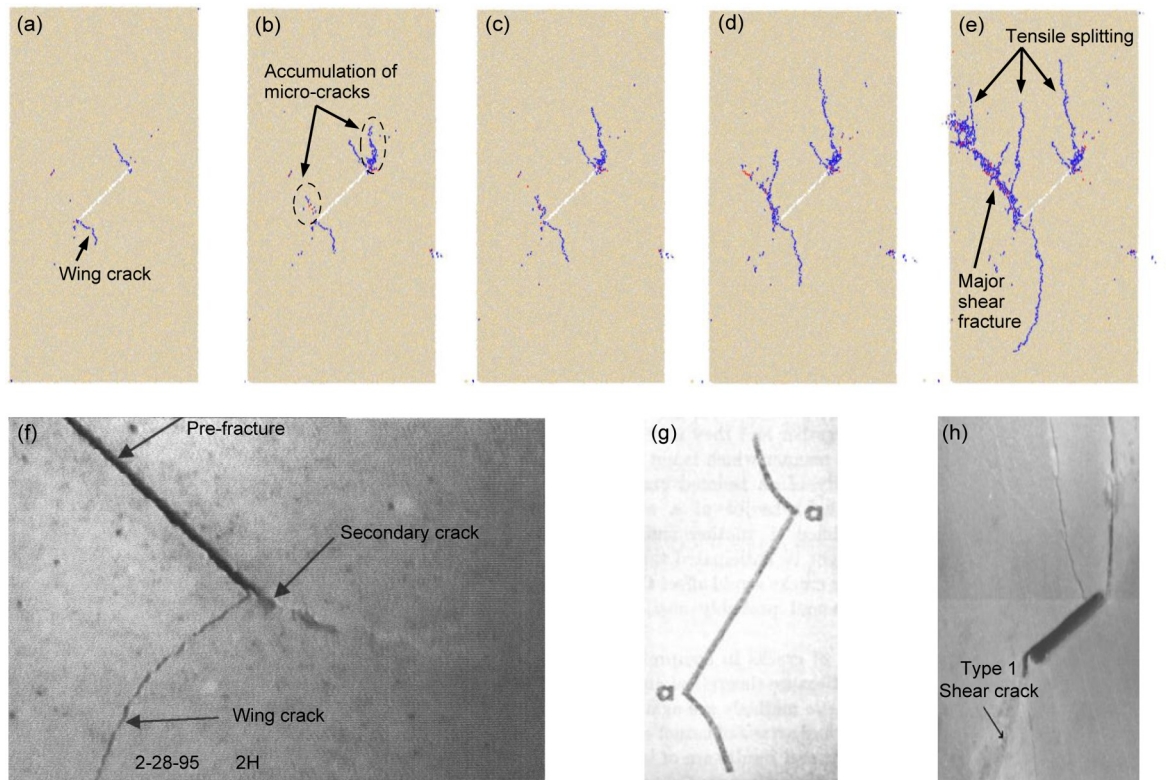 (a)
(b)
(c)
(d)
(e)
Accumulation of
micro-cracks
Tensile splitting
Wing crack
Major
shear
fracture
(f)
Pre-fracture
Secondary crack
Wing crack
2-28-95 2H
(g)
a
a
(h)
Type 1
Shear crack